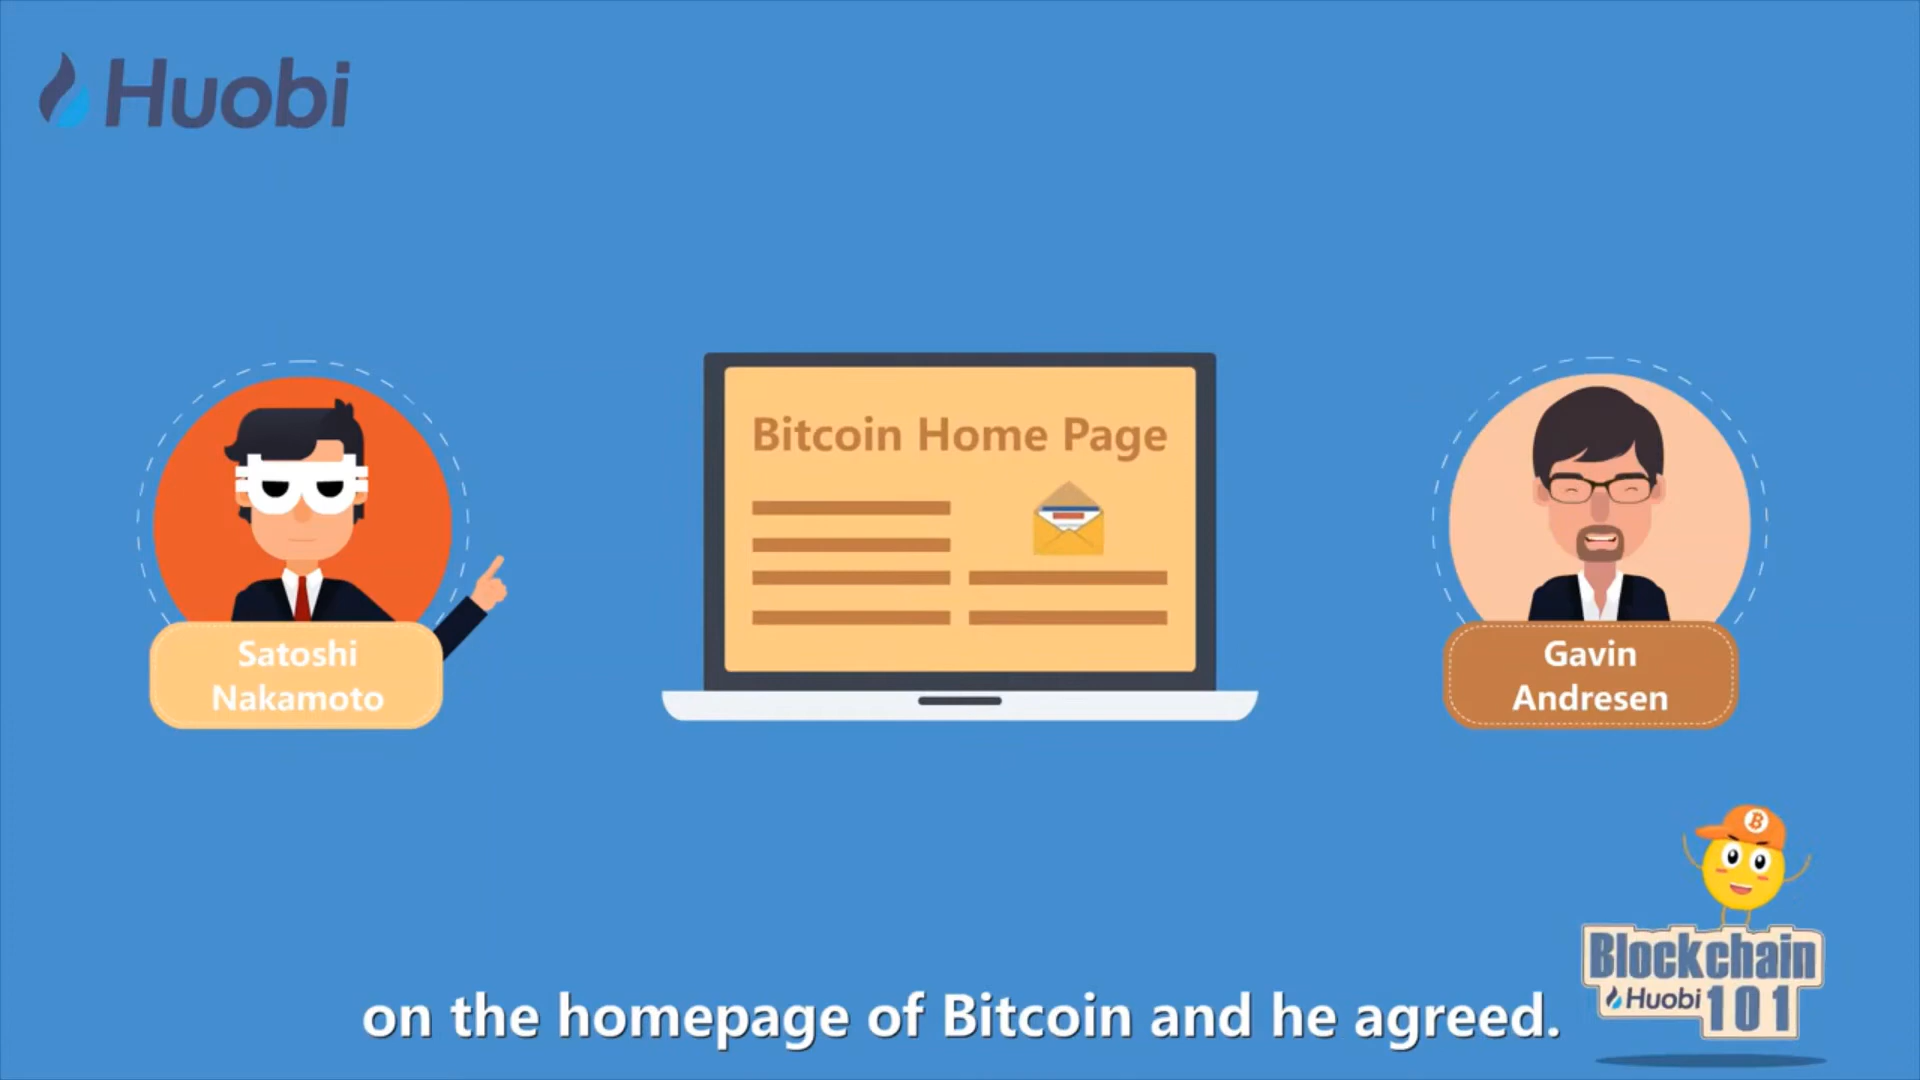 Huobi
Bitcoin Home Page
Satoshi
Nakamoto
Gavin
Andresen
B
Blockchain
Huobi 101
on the homepage of Bitcoin and he agreed.